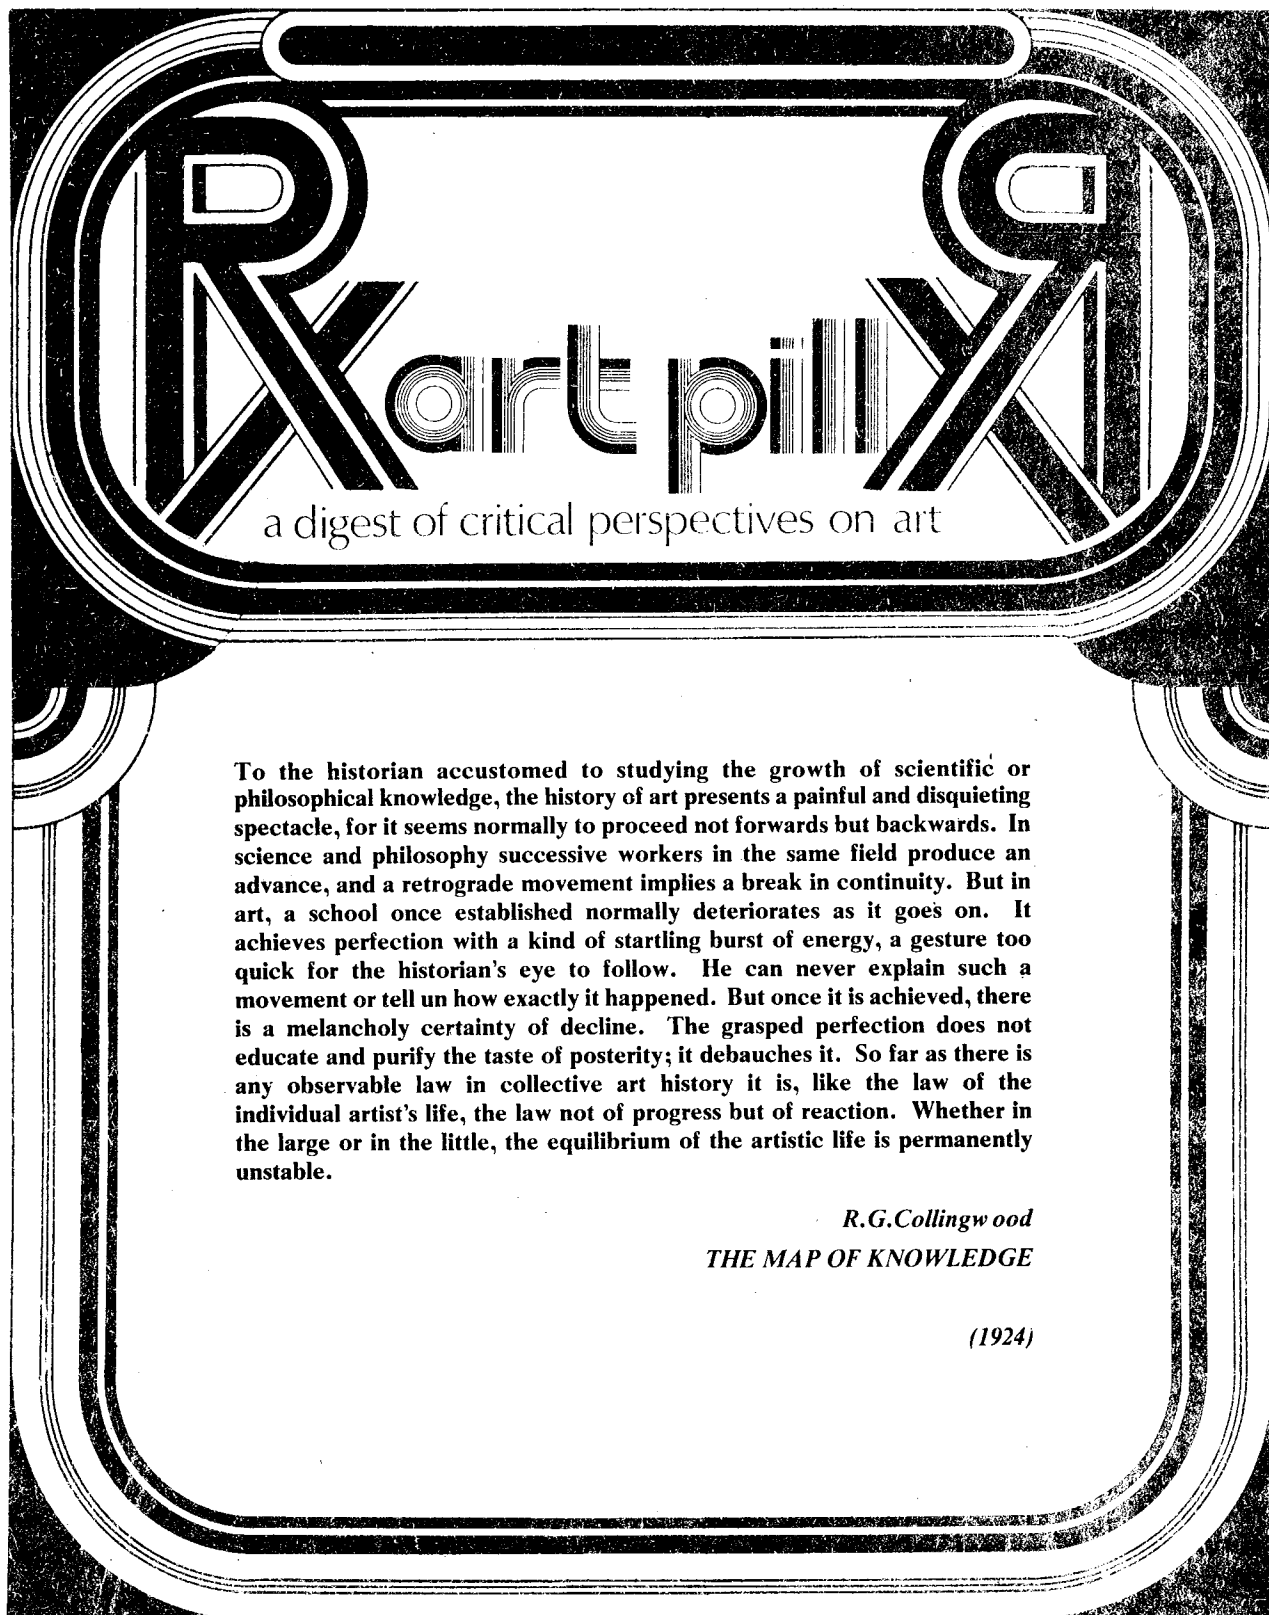 Rx art pill xR
a digest of critical perspectives on art
To the historian accustomed to studying the growth of scientific or
philosophical knowledge, the history of art presents a painful and disquieting
spectacle, for it seems normally to proceed not forwards but backwards. In
science and philosophy successive workers in the same field produce an
advance, and a retrograde movement implies a break in continuity. But in
art, a school once established normally deteriorates as it goes on. It
achieves perfection with a kind of startling burst of energy, a gesture too
quick for the historian's eye to follow. He can never explain such a
movement or tell un how exactly it happened. But once it is achieved, there
is a melancholy certainty of decline. The grasped perfection does not
educate and purify the taste of posterity; it debauches it. So far as there is
any observable law in collective art history it is, like the law of the
individual artist's life, the law not of progress but of reaction. Whether in
the large or in the little, the equilibrium of the artistic life is permanently
unstable.
R.G.Collingw ood
THE MAP OF KNOWLEDGE
(1924)